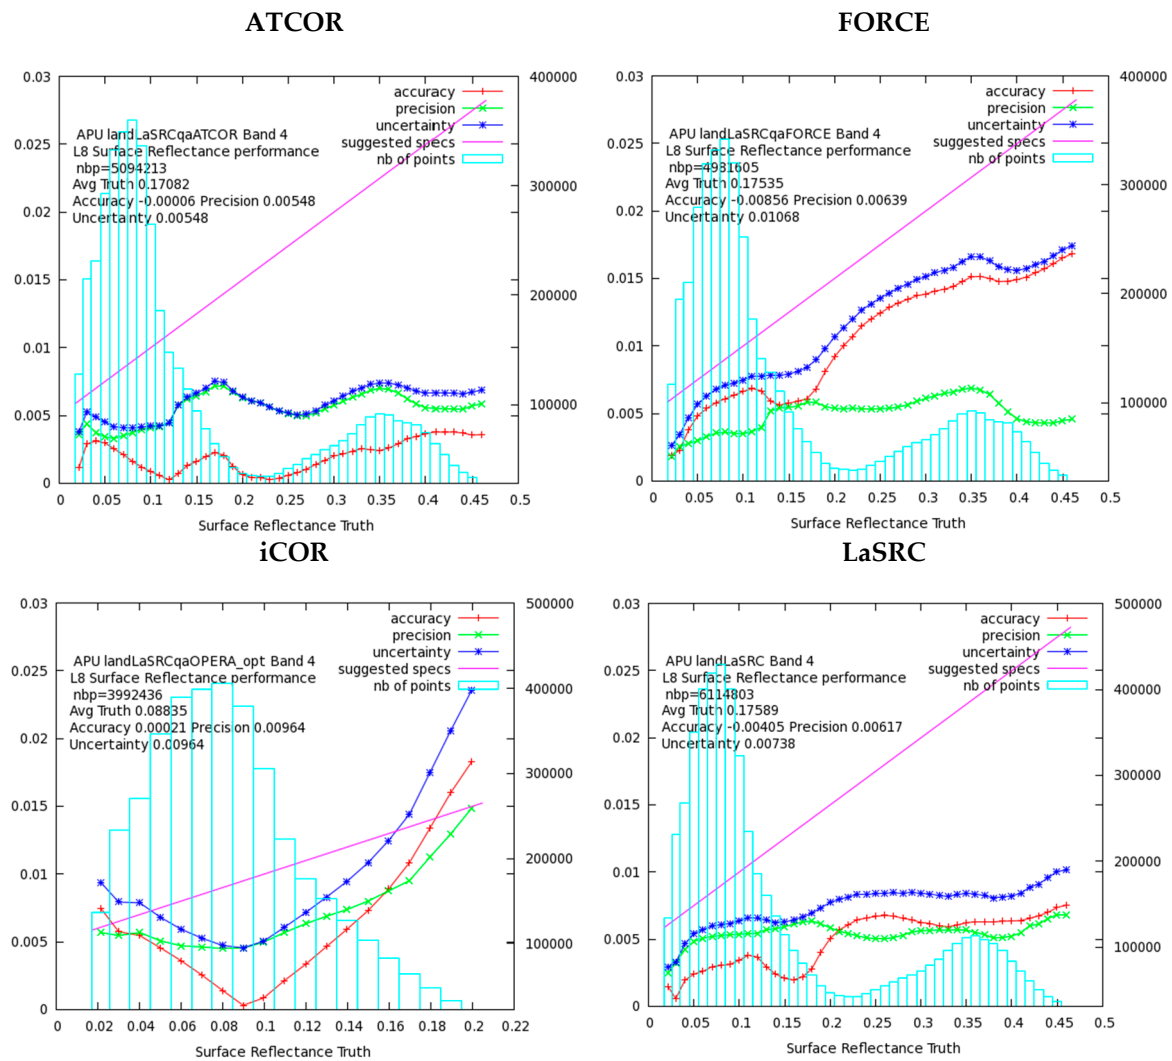 ATCOR
0.03
0.025
0.02
0.015
0.01
0.005
0
400000
300000
200000
100000
accuracy
precision
uncertainty
suggested specs
nb of points
APU landLaSRCqaATCOR Band 4
L8 Surface Reflectance performance
nbp=5094213
Avg Truth 0.17082
Accuracy -0.00006 Precision 0.00548
Uncertainty 0.00548
0 0.05 0.1 0.15 0.2 0.25 0.3 0.35 0.4 0.45 0.5
Surface Reflectance Truth
FORCE
0.03
0.025
0.02
0.015
0.01
0.005
0
400000
300000
200000
100000
accuracy
precision
uncertainty
suggested specs
nb of points
APU landLaSRCqaFORCE Band 4
L8 Surface Reflectance performance
nbp=4981605
Avg Truth 0.17535
Accuracy -0.00856 Precision 0.00639
Uncertainty 0.01068
0 0.05 0.1 0.15 0.2 0.25 0.3 0.35 0.4 0.45 0.5
Surface Reflectance Truth
iCOR
0.03
0.025
0.02
0.015
0.01
0.005
0
500000
400000
300000
200000
100000
accuracy
precision
uncertainty
suggested specs
nb of points
APU landLaSRCqaOPERA_opt Band 4
L8 Surface Reflectance performance
nbp=3992436
Avg Truth 0.08835
Accuracy 0.00021 Precision 0.00964
Uncertainty 0.00964
0 0.02 0.04 0.06 0.08 0.1 0.12 0.14 0.16 0.18 0.2 0.22
Surface Reflectance Truth
LaSRC
0.03
0.025
0.02
0.015
0.01
0.005
0
500000
400000
300000
200000
100000
accuracy
precision
uncertainty
suggested specs
nb of points
APU landLaSRC Band 4
L8 Surface Reflectance performance
nbp=6114803
Avg Truth 0.17589
Accuracy -0.00405 Precision 0.00617
Uncertainty 0.00738
0 0.05 0.1 0.15 0.2 0.25 0.3 0.35 0.4 0.45 0.5
Surface Reflectance Truth